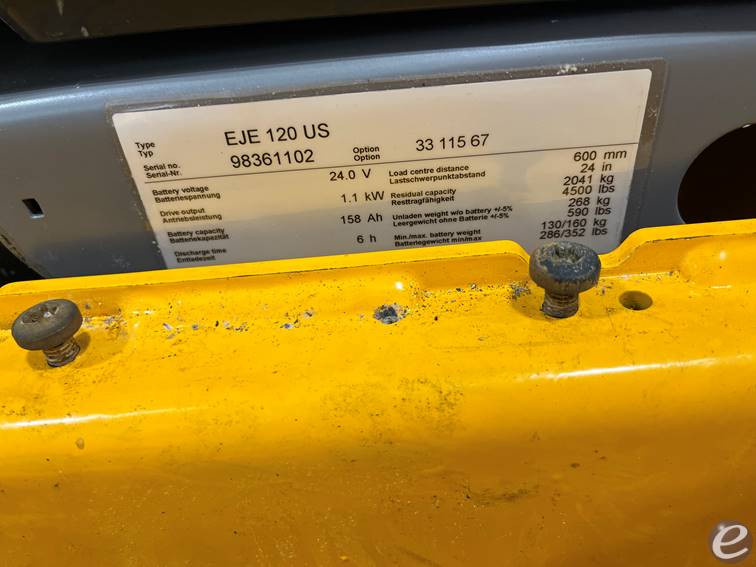 Type EJE 120 US
Typ
Serial no. 98361102 Option 33 115 67
Serial-Nr. Option
Battery voltage 24.0 V Load centre distance 600 mm
Batteriespannung Lastschwerpunktabstand 24 in
Drive output 1.1 kW Residual capacity 2041 kg
Antriebsleistung Resttragfähigkeit 4500 lbs
Battery capacity 158 Ah Unladen weight w/o battery +/-5% 268 kg
Batteriekapazität Leergewicht ohne Batterie +/-5% 590 lbs
Discharge time 6 h Min./max. battery weight 130/160 kg
Entladezeit Batteriegewicht min/max 286/352 lbs
e